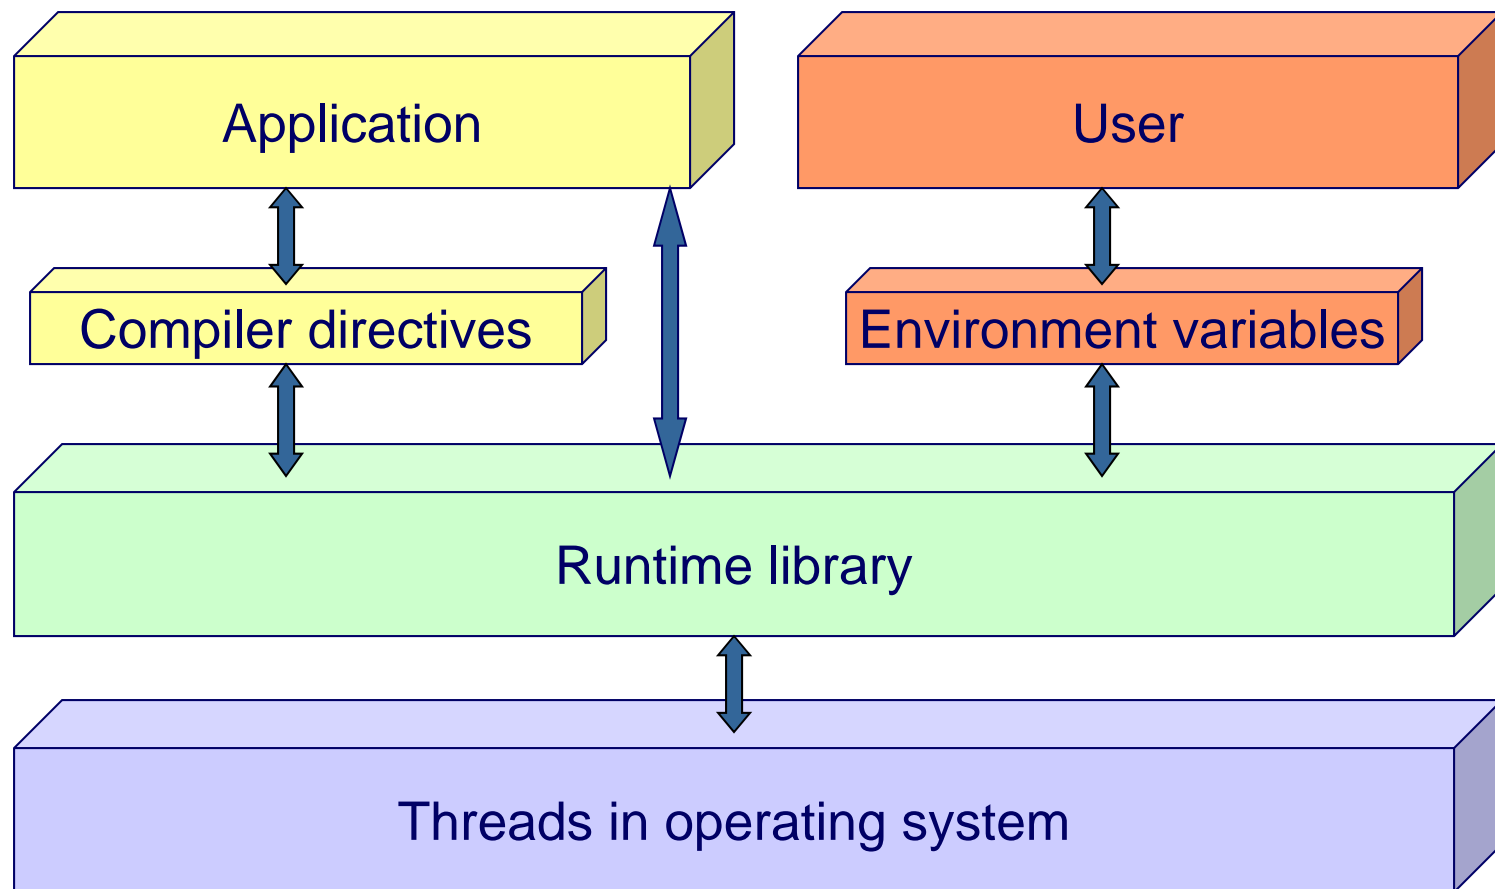 Application
User
Compiler directives
Environment variables
Runtime library
Threads in operating system